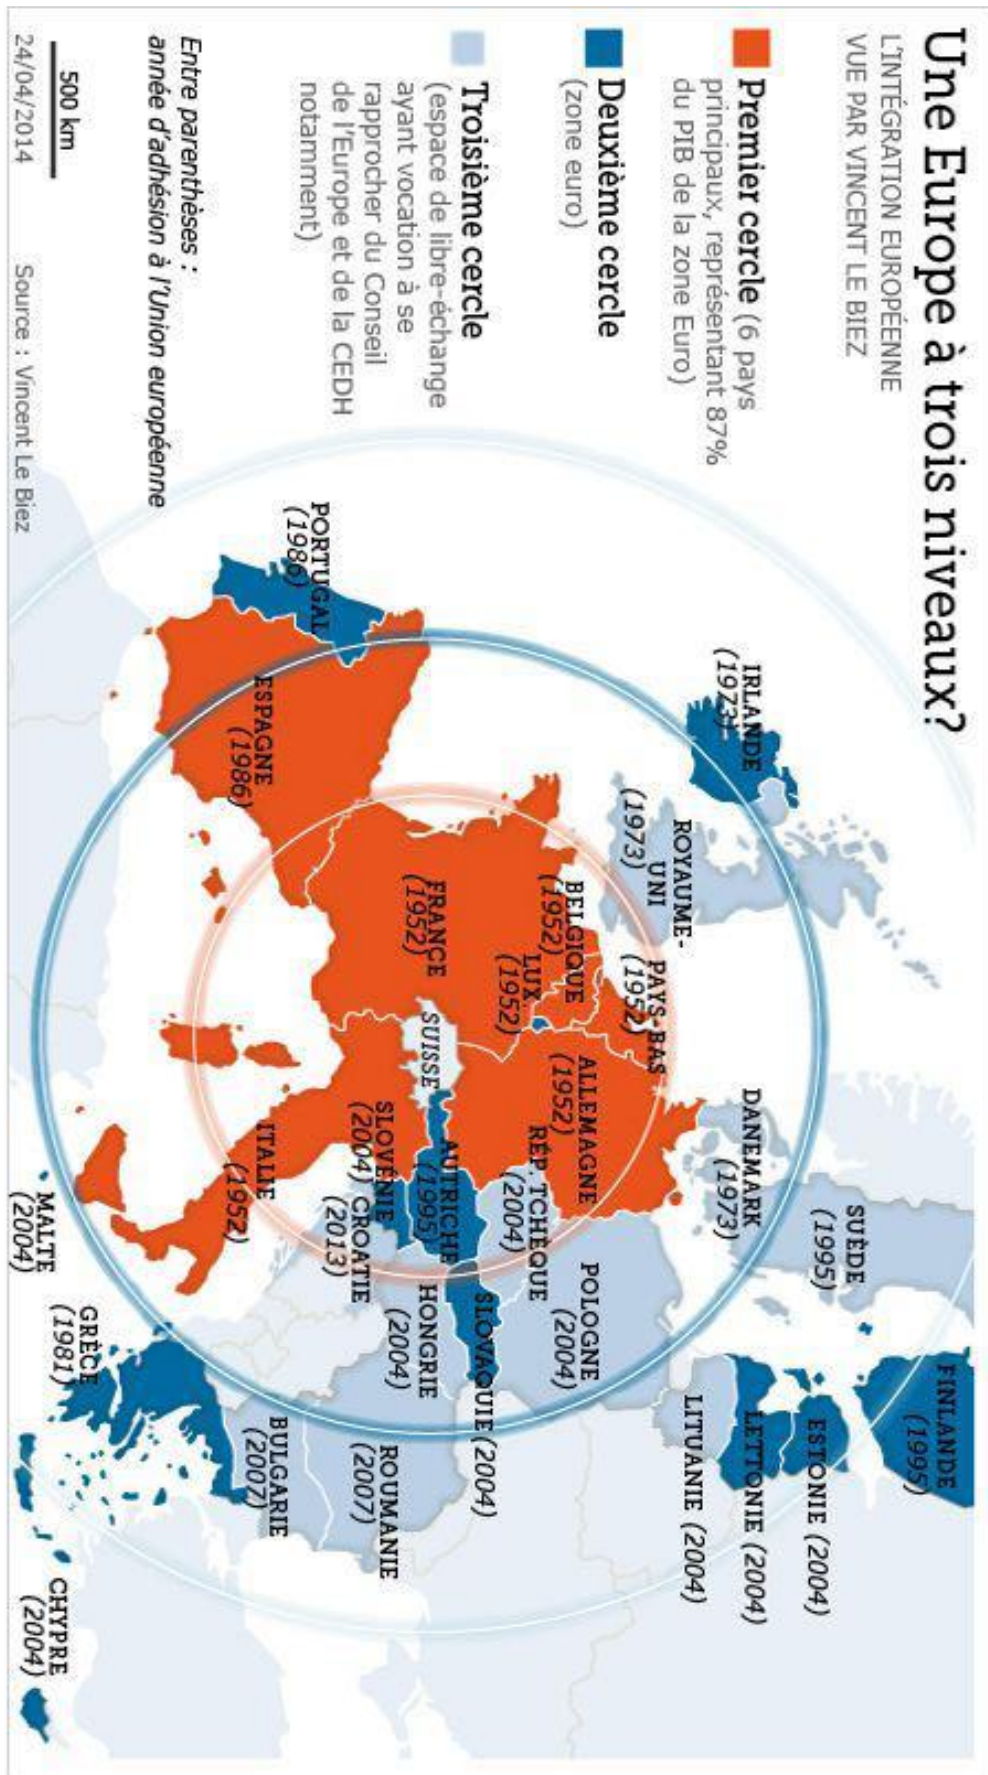 Une Europe à trois niveaux?
L'INTÉGRATION EUROPÉENNE
VUE PAR VINCENT LE BIEZ
Premier cercle (6 pays
principaux, représentant 87%
du PIB de la zone Euro)
Deuxième cercle
(zone euro)
Troisième cercle
(espace de libre-échange
ayant vocation à se
rapprocher du Conseil
de l'Europe et de la CEDH
notamment)
Entre parenthèses :
année d'adhésion à l'Union européenne
500 km
24/04/2014
Source : Vincent Le Biez
FINLANDE
(1995)
SUÈDE
(1995)
ESTONIE (2004)
LETTONIE (2004)
LITUANIE (2004)
DANEMARK
(1973)
IRLANDE
(1973)
ROYAUME-
UNI
(1973)
PAYS-BAS
(1952)
BELGIQUE
(1952)
LUX
(1952)
ALLEMAGNE
(1952)
POLOGNE
(2004)
RÉP. TCHÈQUE
(2004)
SLOVAQUIE (2004)
FRANCE
(1952)
SUISSE
AUTRICHE
(1995)
HONGRIE
(2004)
SLOVÉNIE
(2004)
CROATIE
(2013)
ROUMANIE
(2007)
BULGARIE
(2007)
PORTUGAL
(1986)
ESPAGNE
(1986)
ITALIE
(1952)
GRÈCE
(1981)
MALTE
(2004)
CHYPRE
(2004)